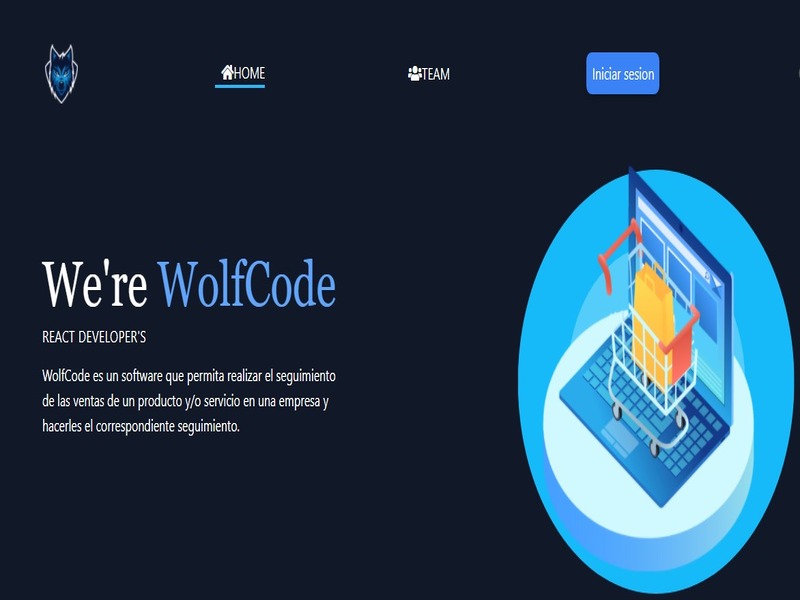 HOME
TEAM
Iniciar sesion
We're WolfCode
REACT DEVELOPER'S
WolfCode es un software que permita realizar el seguimiento
de las ventas de un producto y/o servicio en una empresa y
hacerles el correspondiente seguimiento.